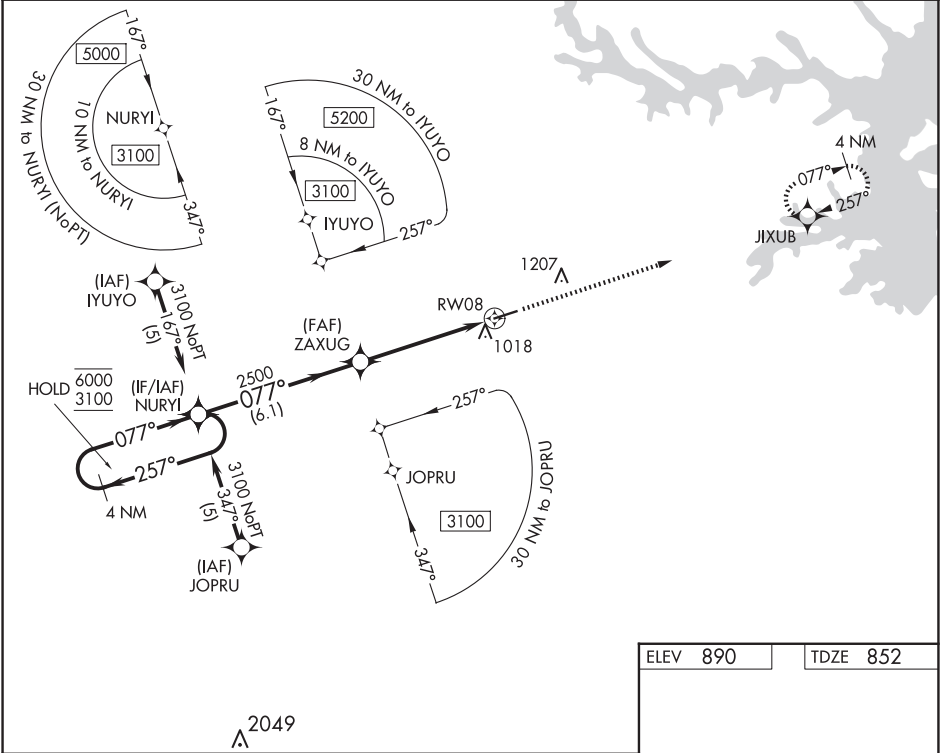 167°
5000
30 NM to NURYI (NoPT)
10 NM to NURYI
NURYI
3100
347°
30 NM to IYUYO
5200
167°
8 NM to IYUYO
3100
IYUYO
257°
4 NM
077°
257°
JIXUB
(IAF)
IYUYO
3100 NoPT
167°
(5)
1207
RW08
1018
(FAF)
ZAXUG
2500
077°
(6.1)
HOLD
6000
3100
(IF/IAF)
NURYI
077°
257°
4 NM
3100 NoPT
347°
(5)
(IAF)
JOPRU
257°
JOPRU
3100
347°
30 NM to JOPRU
ELEV 890
TDZE 852
2049